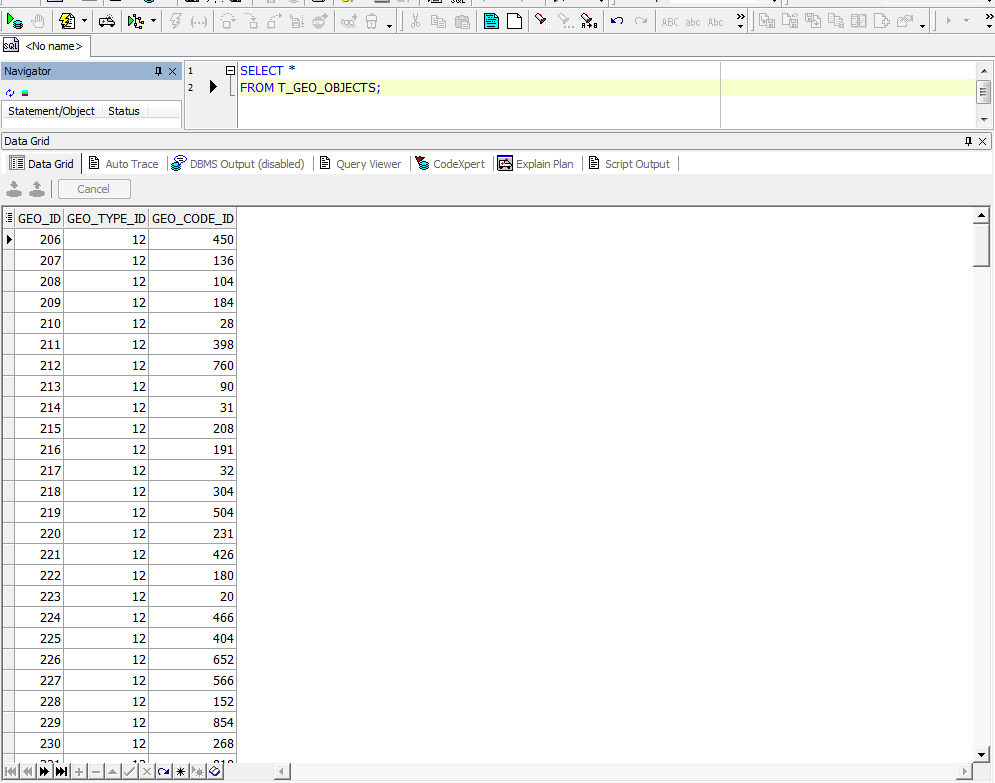 ABC abc Abc
SQL <No name>
Navigator
Statement/Object Status
1 SELECT *
2 FROM T_GEO_OBJECTS;
Data Grid
Data Grid Auto Trace DBMS Output (disabled) Query Viewer CodeXpert Explain Plan Script Output
Cancel
GEO_ID GEO_TYPE_ID GEO_CODE_ID
206 12 450
207 12 136
208 12 104
209 12 184
210 12 28
211 12 398
212 12 760
213 12 90
214 12 31
215 12 208
216 12 191
217 12 32
218 12 304
219 12 504
220 12 231
221 12 426
222 12 180
223 12 20
224 12 466
225 12 404
226 12 652
227 12 566
228 12 152
229 12 854
230 12 268